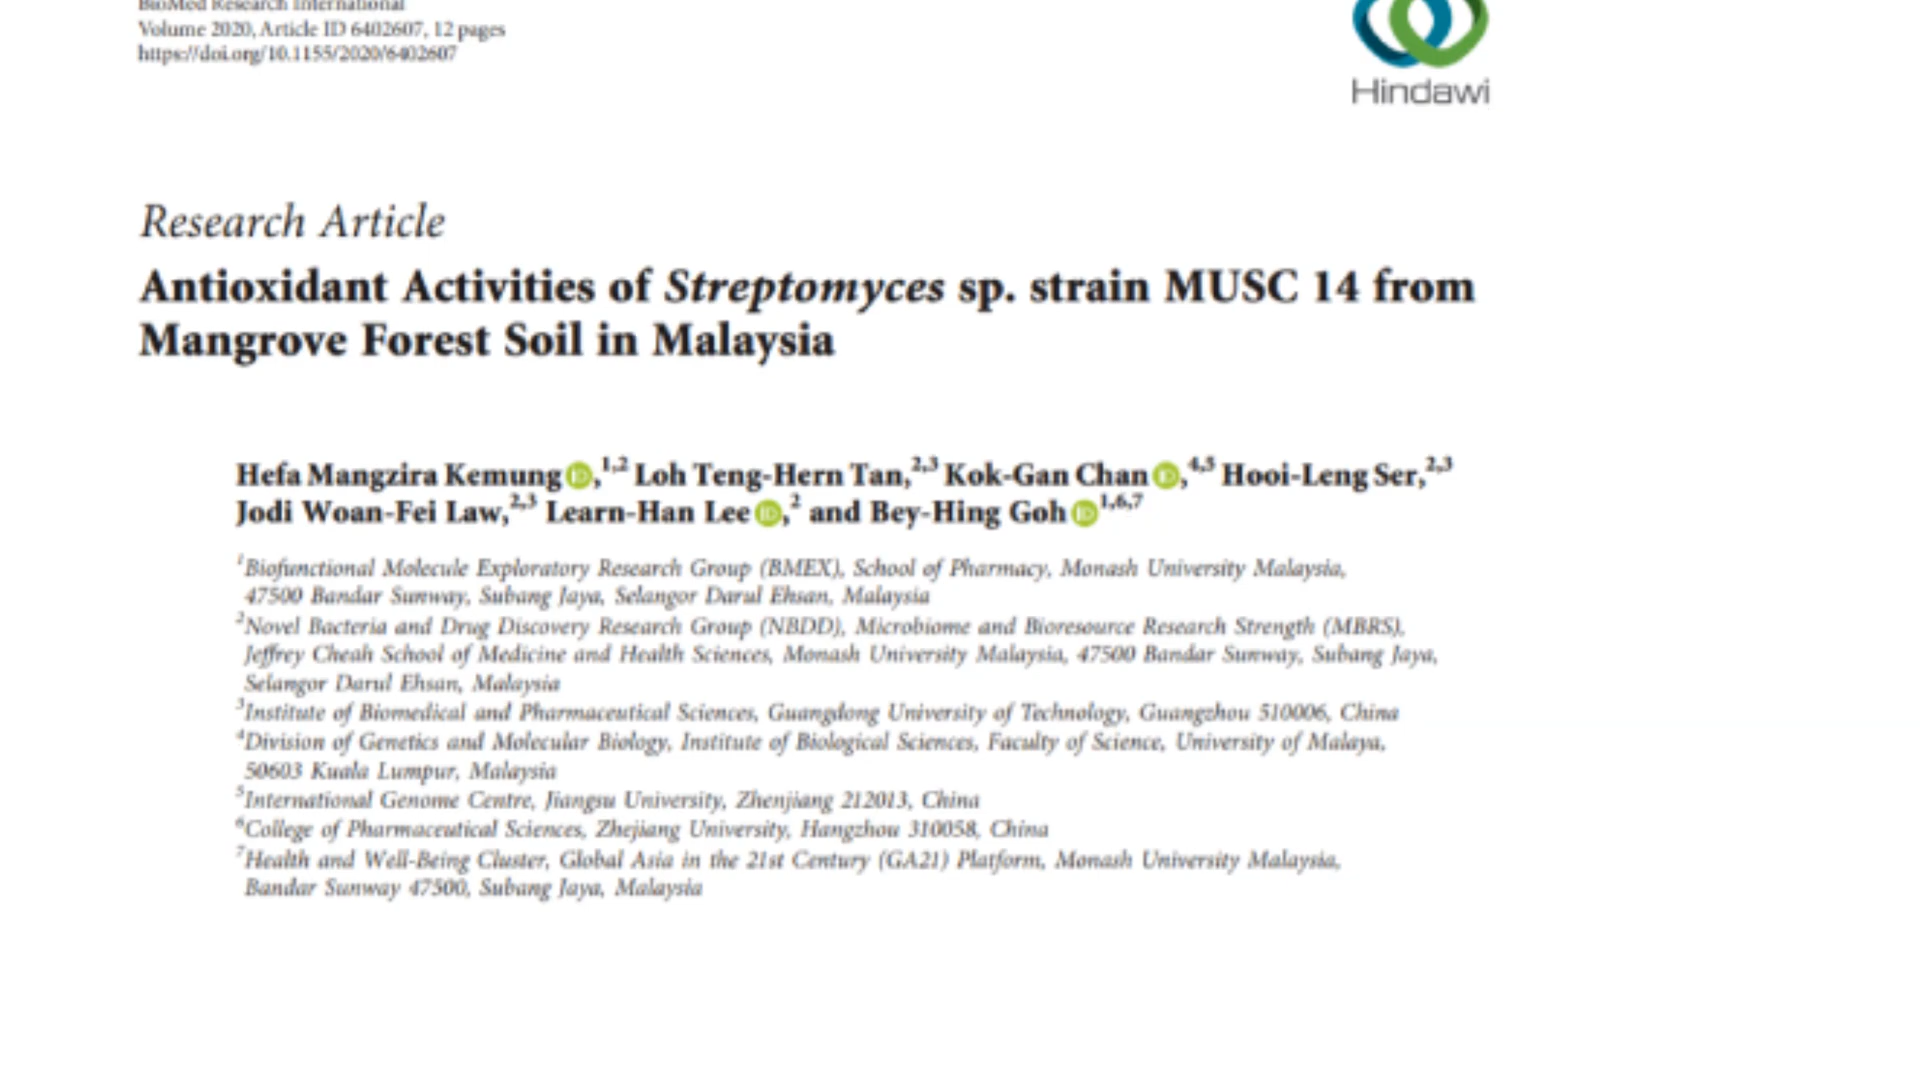 BioMed Research International
Volume 2020, Article ID 6402607, 12 pages
https://doi.org/10.1155/2020/6402607
Hindawi
Research Article
Antioxidant Activities of Streptomyces sp. strain MUSC 14 from
Mangrove Forest Soil in Malaysia
Hefa Mangzira Kemung iD,1,2 Loh Teng-Hern Tan,2,3 Kok-Gan Chan iD,4,5 Hooi-Leng Ser,2,3
Jodi Woan-Fei Law,2,3 Learn-Han Lee iD,2 and Bey-Hing Goh iD1,6,7
1Biofunctional Molecule Exploratory Research Group (BMEX), School of Pharmacy, Monash University Malaysia,
47500 Bandar Sunway, Subang Jaya, Selangor Darul Ehsan, Malaysia
2Novel Bacteria and Drug Discovery Research Group (NBDD), Microbiome and Bioresource Research Strength (MBRS),
Jeffrey Cheah School of Medicine and Health Sciences, Monash University Malaysia, 47500 Bandar Sunway, Subang Jaya,
Selangor Darul Ehsan, Malaysia
3Institute of Biomedical and Pharmaceutical Sciences, Guangdong University of Technology, Guangzhou 510006, China
4Division of Genetics and Molecular Biology, Institute of Biological Sciences, Faculty of Science, University of Malaya,
50603 Kuala Lumpur, Malaysia
5International Genome Centre, Jiangsu University, Zhenjiang 212013, China
6College of Pharmaceutical Sciences, Zhejiang University, Hangzhou 310058, China
7Health and Well-Being Cluster, Global Asia in the 21st Century (GA21) Platform, Monash University Malaysia,
Bandar Sunway 47500, Subang Jaya, Malaysia